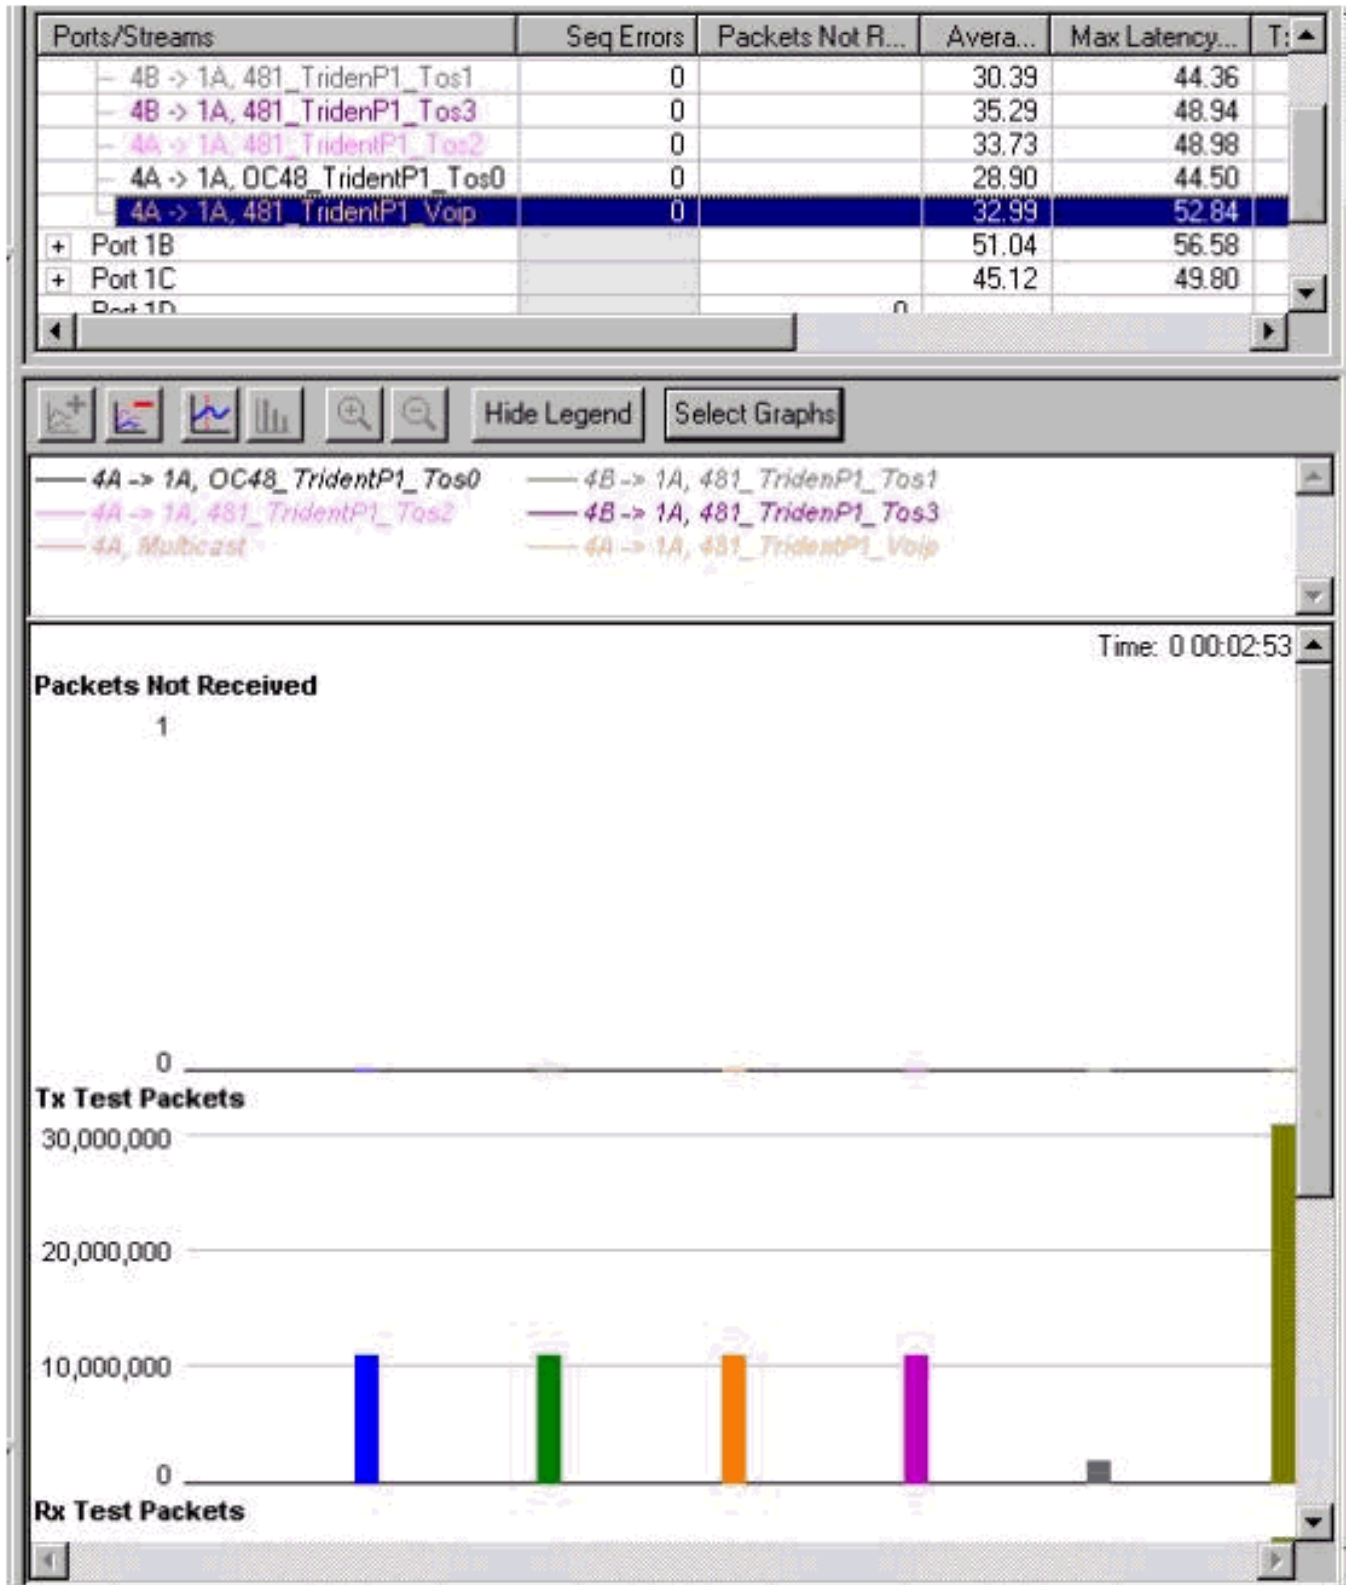 Ports/Streams Seq Errors Packets Not R... Avera... Max Latency...
4B -> 1A, 481_TridenP1_Tos1 0 30.39 44.36
4B -> 1A, 481_TridenP1_Tos3 0 35.29 48.94
4A -> 1A, 481_TridentP1_Tos2 0 33.73 48.98
4A -> 1A, OC48_TridentP1_Tos0 0 28.90 44.50
4A -> 1A, 481_TridentP1_Voip 0 32.99 52.84
+ Port 1B 51.04 56.58
+ Port 1C 45.12 49.80
Port 1D 0
Hide Legend Select Graphs
4A -> 1A, OC48_TridentP1_Tos0 4B -> 1A, 481_TridenP1_Tos1
4A -> 1A, 481_TridentP1_Tos2 4B -> 1A, 481_TridenP1_Tos3
4A, Multicast 4A -> 1A, 481_TridentP1_Voip
Time: 0 00:02:53
Packets Not Received
1
0
Tx Test Packets
30,000,000
20,000,000
10,000,000
0
Rx Test Packets